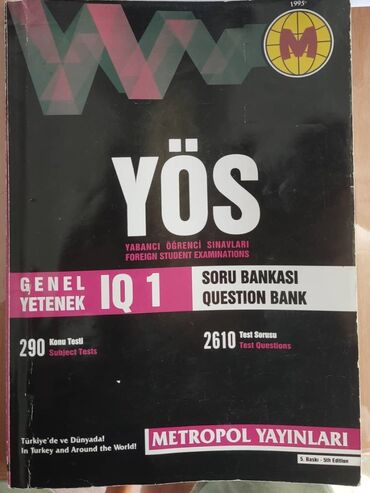 1995'
M
YÖS
YABANCI ÖĞRENCİ SINAVLARI
FOREIGN STUDENT EXAMINATIONS
GENEL YETENEK IQ 1
SORU BANKASI
QUESTION BANK
290 Konu Testi
Subject Tests
2610 Test Sorusu
Test Questions
Türkiye'de ve Dünyada!
In Turkey and Around the World!
METROPOL YAYINLARI
5. Baskı - 5th Edition